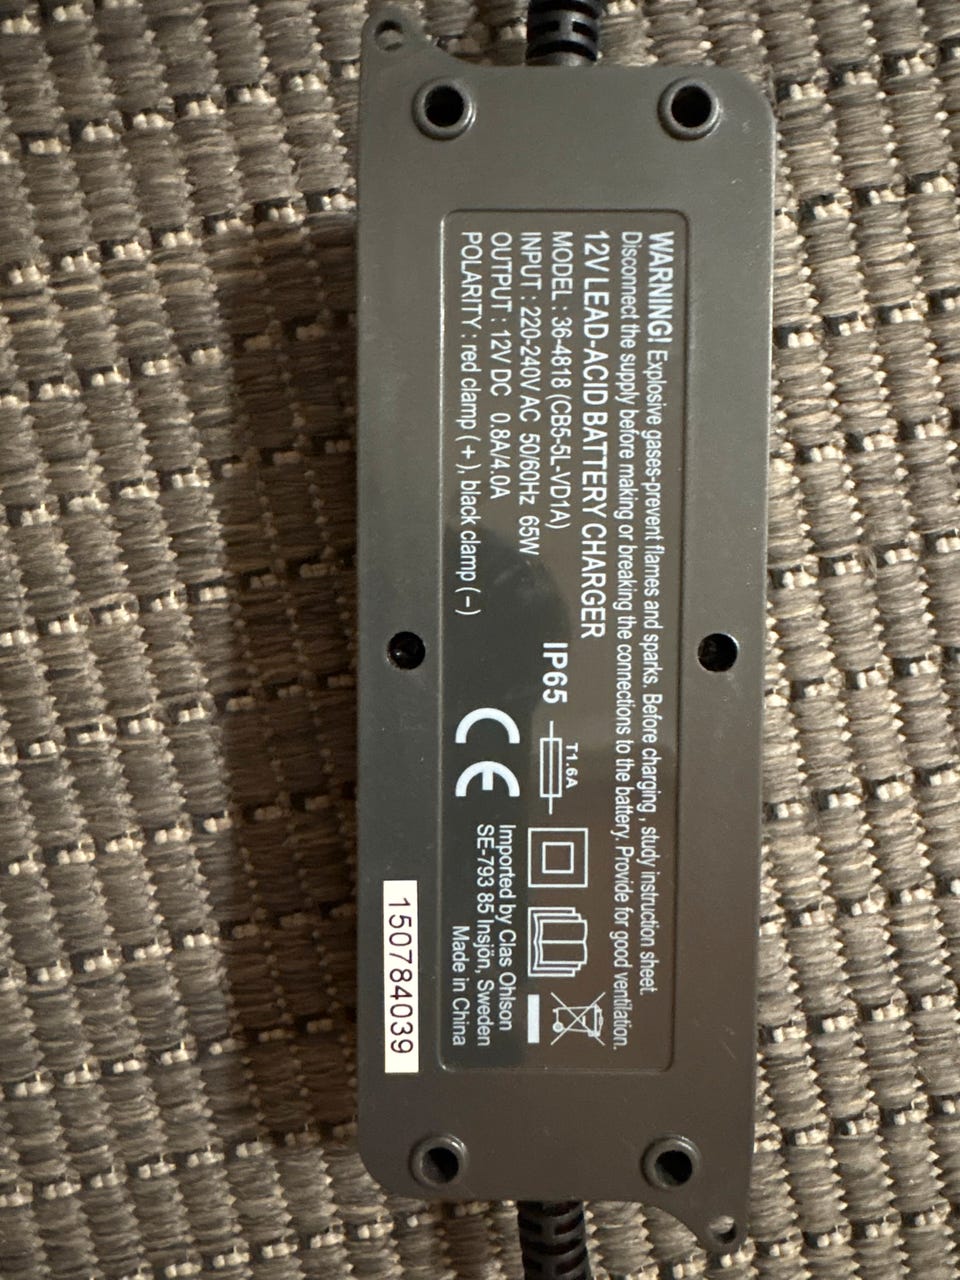 WARNING! Explosive gases-prevent flames and sparks. Before charging , study instruction sheet.
Disconnect the supply before making or breaking the connections to the battery. Provide for good ventilation.
12V LEAD-ACID BATTERY CHARGER
MODEL : 36-4818 (CB5-5L-VD1A)
INPUT : 220-240V AC 50/60Hz 65W
OUTPUT : 12V DC 0.8A/4.0A
POLARITY : red clamp ( + ), black clamp ( − )
IP65
T1.6A
CE
Imported by Clas Ohlson
SE-793 85 Insjön, Sweden
Made in China
150784039